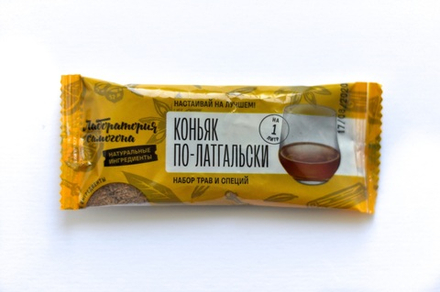 НАСТАИВАЙ НА ЛУЧШЕМ!
Лаборатория
Самогона
НАТУРАЛЬНЫЕ
ИНГРЕДИЕНТЫ
КОНЬЯК
ПО-ЛАТГАЛЬСКИ
НА
1
ЛИТР
НАБОР ТРАВ И СПЕЦИЙ